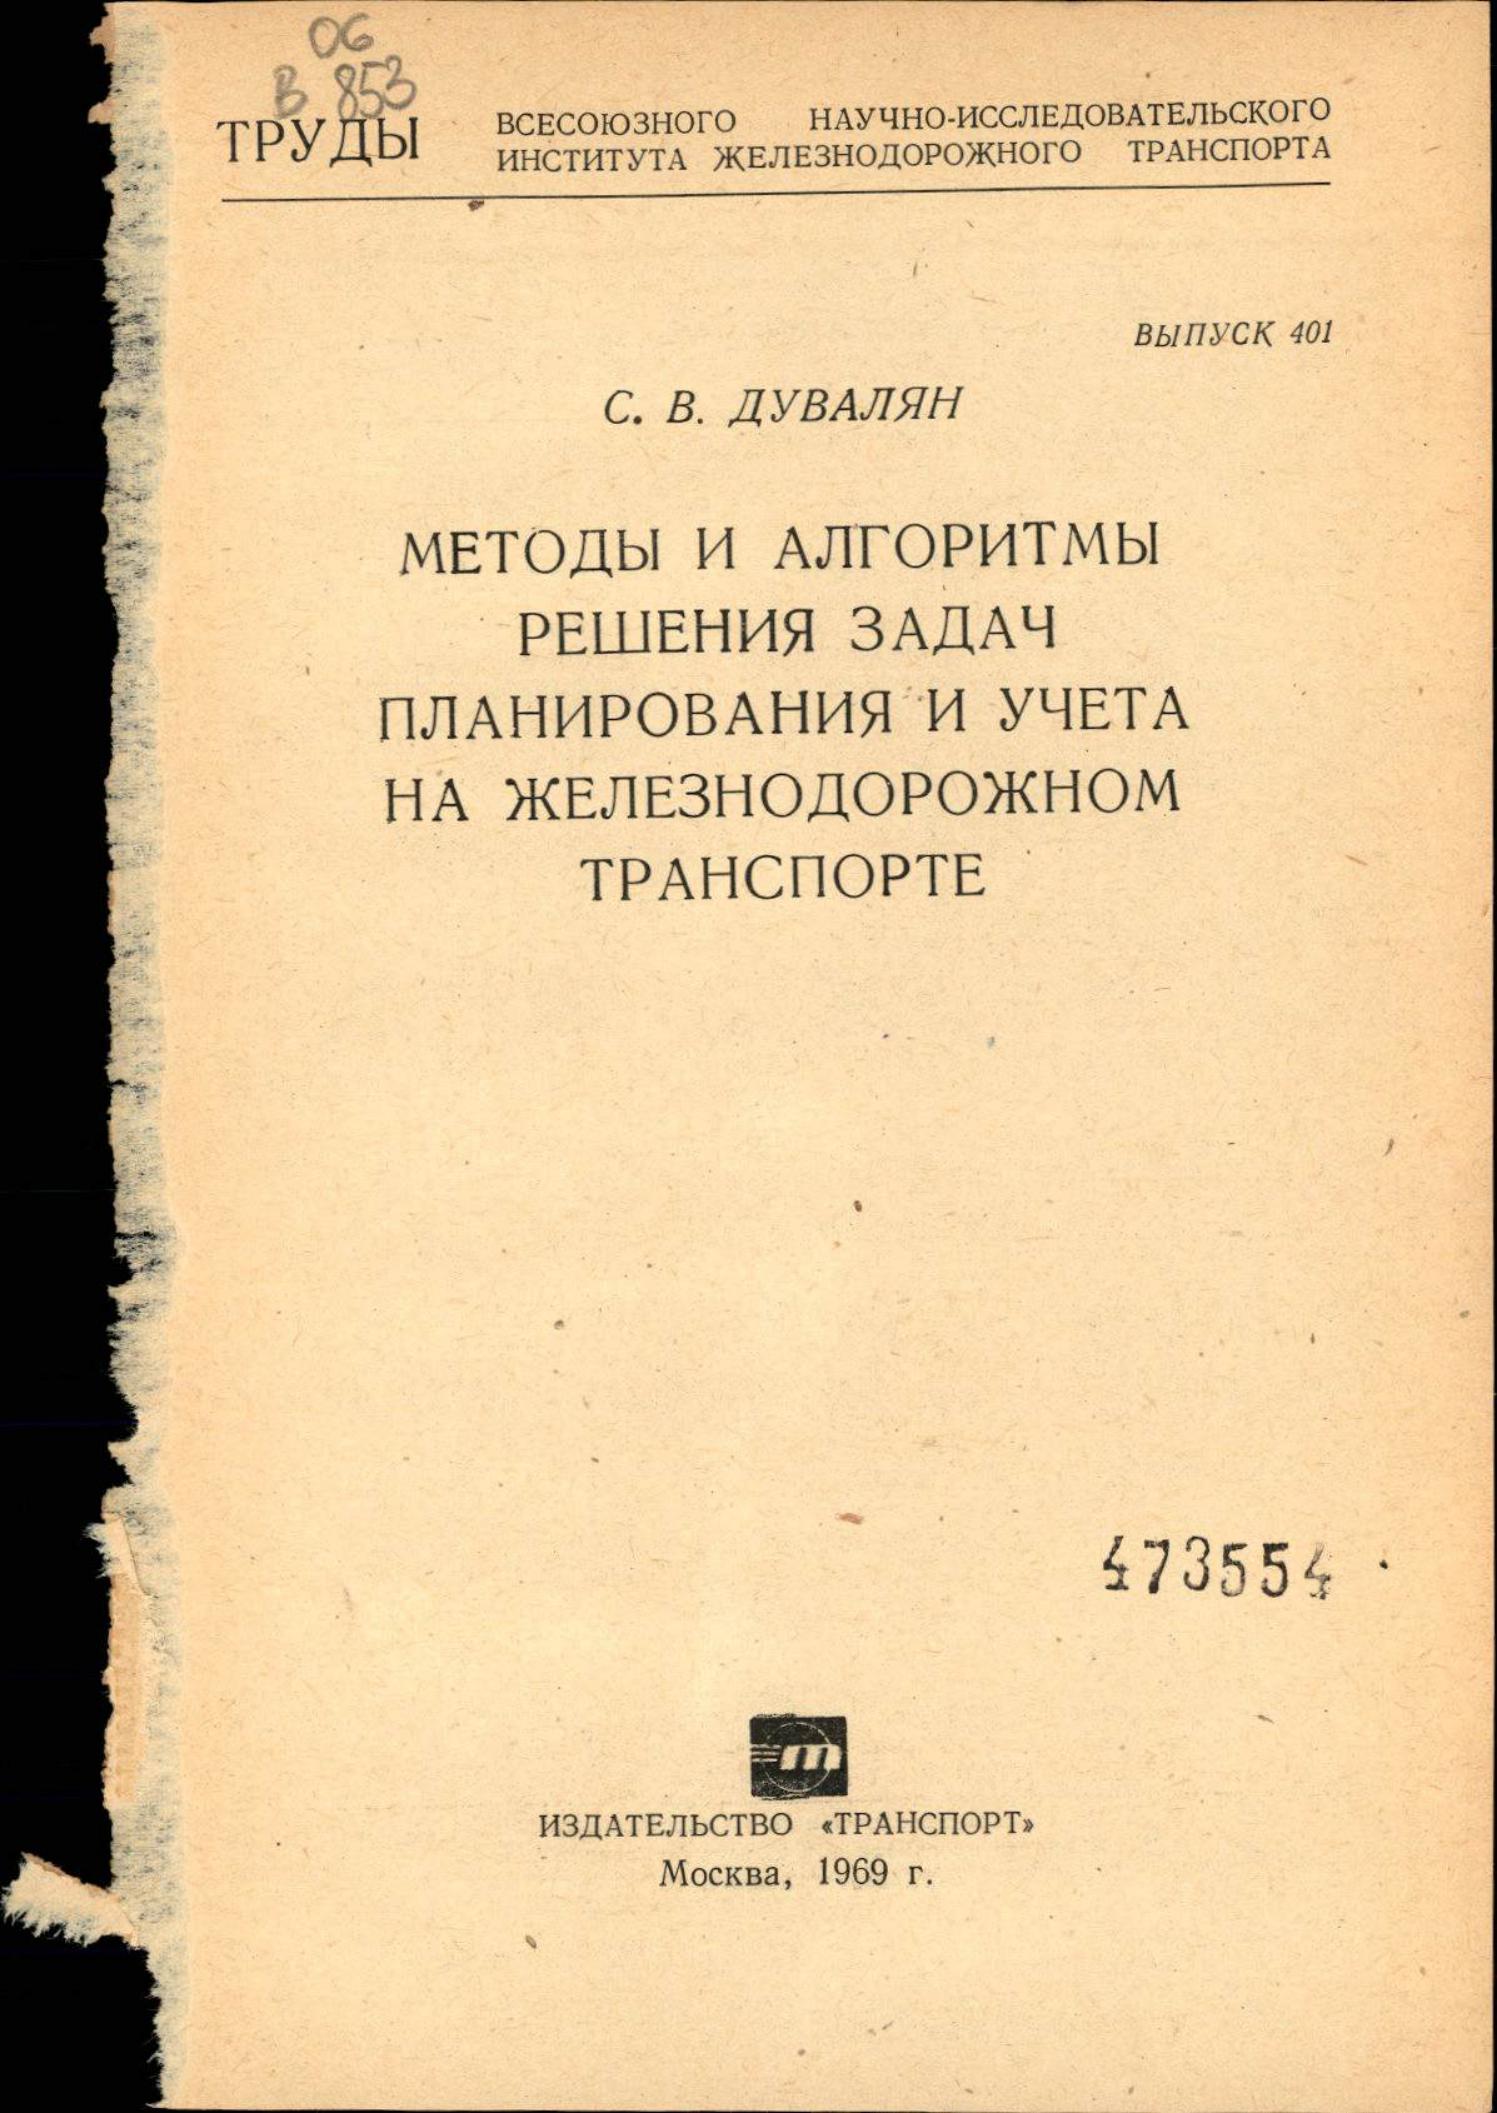 06
В 853
ТРУДЫ
ВСЕСОЮЗНОГО НАУЧНО-ИССЛЕДОВАТЕЛЬСКОГО
ИНСТИТУТА ЖЕЛЕЗНОДОРОЖНОГО ТРАНСПОРТА
ВЫПУСК 401
С. В. ДУВАЛЯН
МЕТОДЫ И АЛГОРИТМЫ
РЕШЕНИЯ ЗАДАЧ
ПЛАНИРОВАНИЯ И УЧЕТА
НА ЖЕЛЕЗНОДОРОЖНОМ
ТРАНСПОРТЕ
473554
т
ИЗДАТЕЛЬСТВО «ТРАНСПОРТ»
Москва, 1969 г.